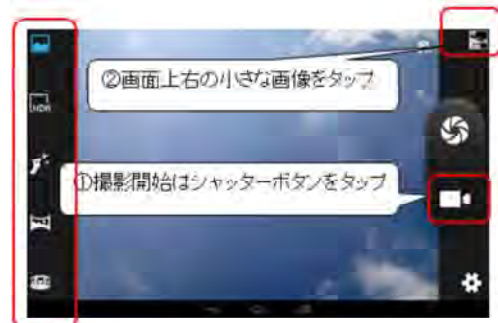 ②画面上右の小さな画像をタップ
HDR
①撮影開始はシャッターボタンをタップ